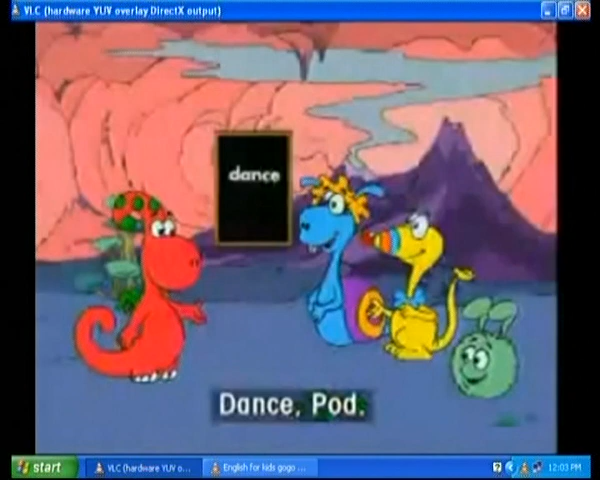 VLC (hardware YUV overlay DirectX output)
dance
Dance, Pod.
start
VLC (hardware YUV o...
English for kids gogo ...
12:03 PM